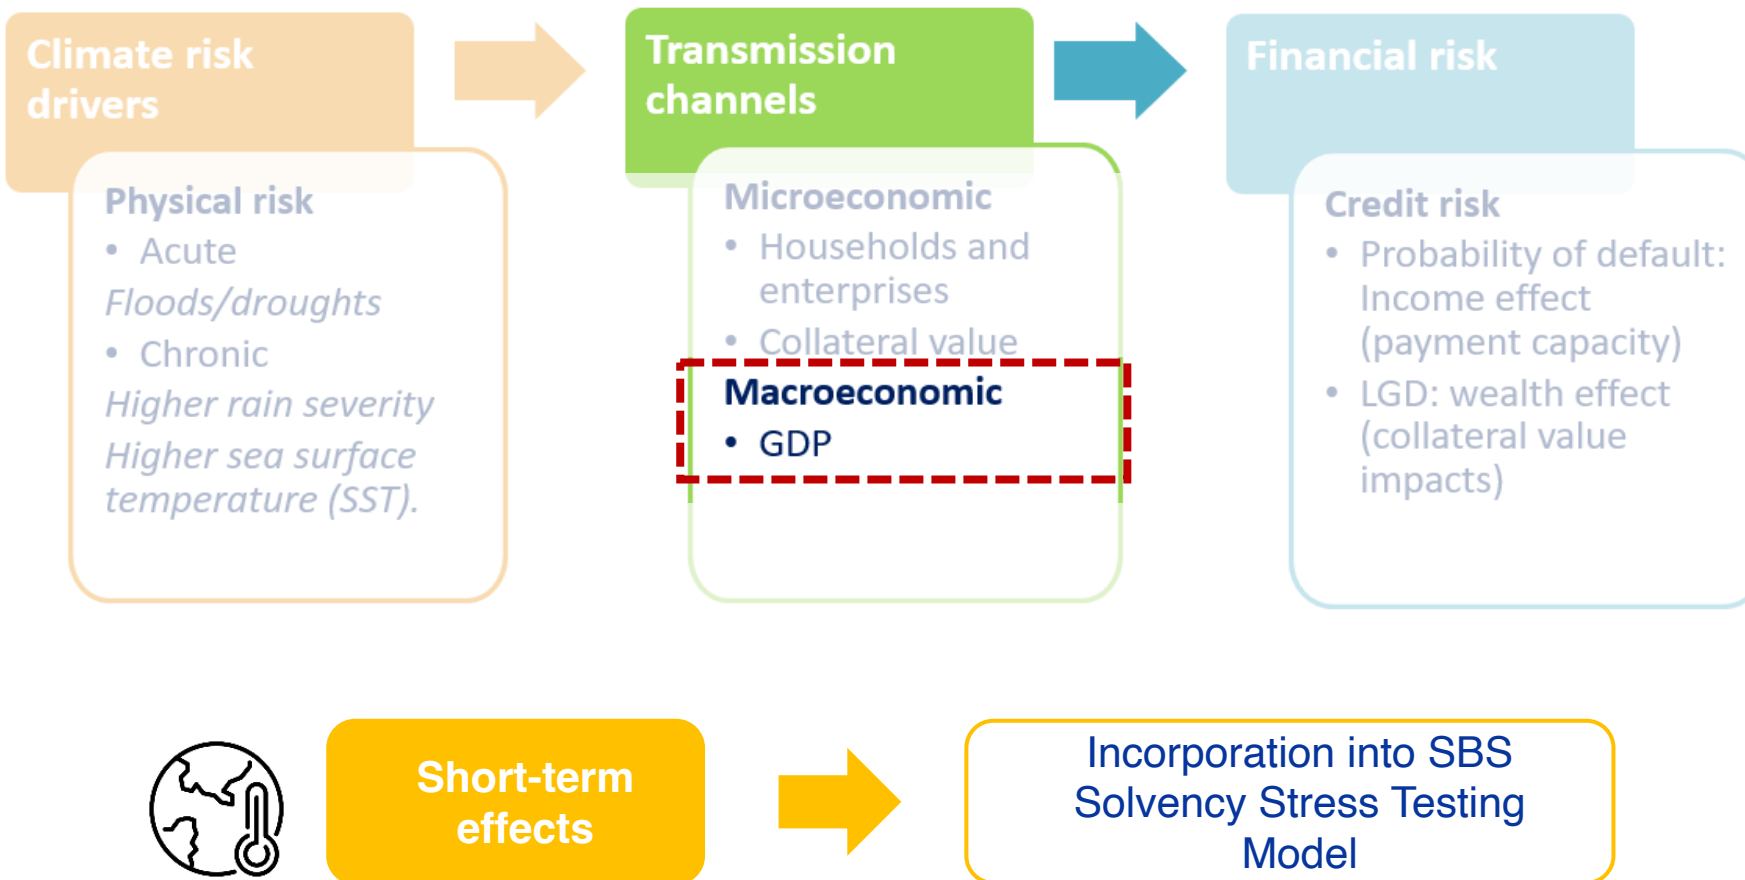 Climate risk
drivers
Physical risk
• Acute
Floods/droughts
• Chronic
Higher rain severity
Higher sea surface
temperature (SST).
Transmission
channels
Microeconomic
• Households and
enterprises
• Collateral value
Macroeconomic
• GDP
Financial risk
Credit risk
• Probability of default:
Income effect
(payment capacity)
• LGD: wealth effect
(collateral value
impacts)
Short-term
effects
Incorporation into SBS
Solvency Stress Testing
Model